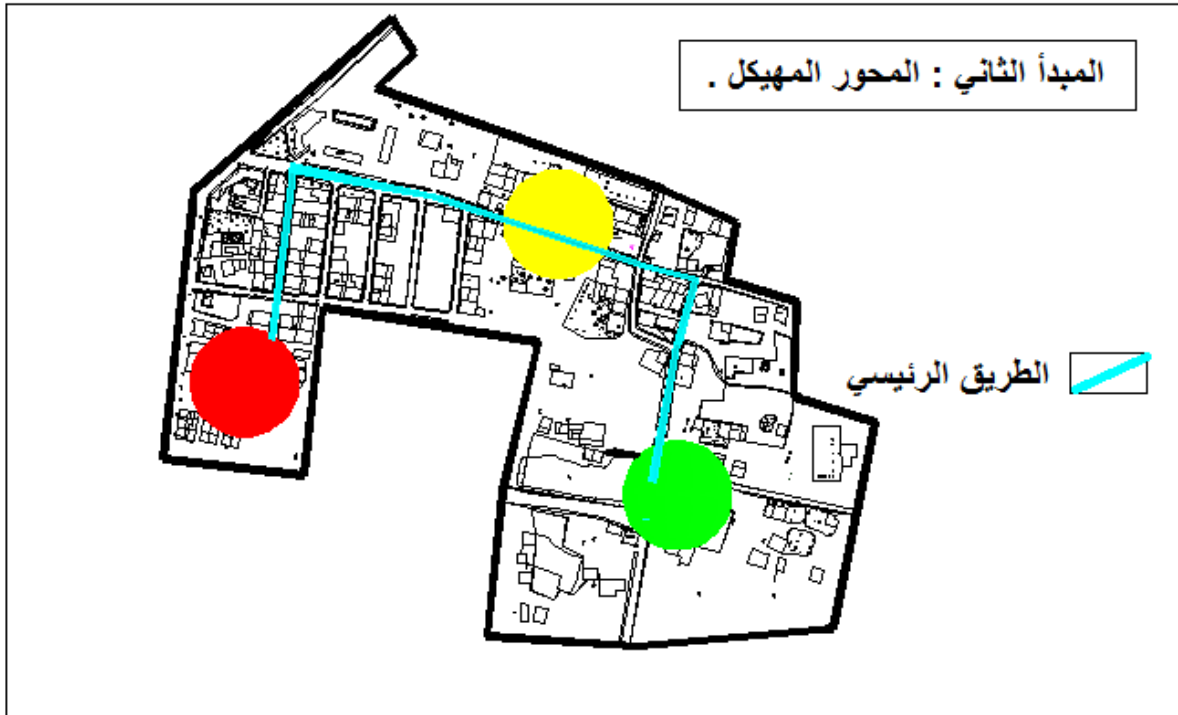 المبدأ الثاني : المحور المهيكل .
الطريق الرئيسي